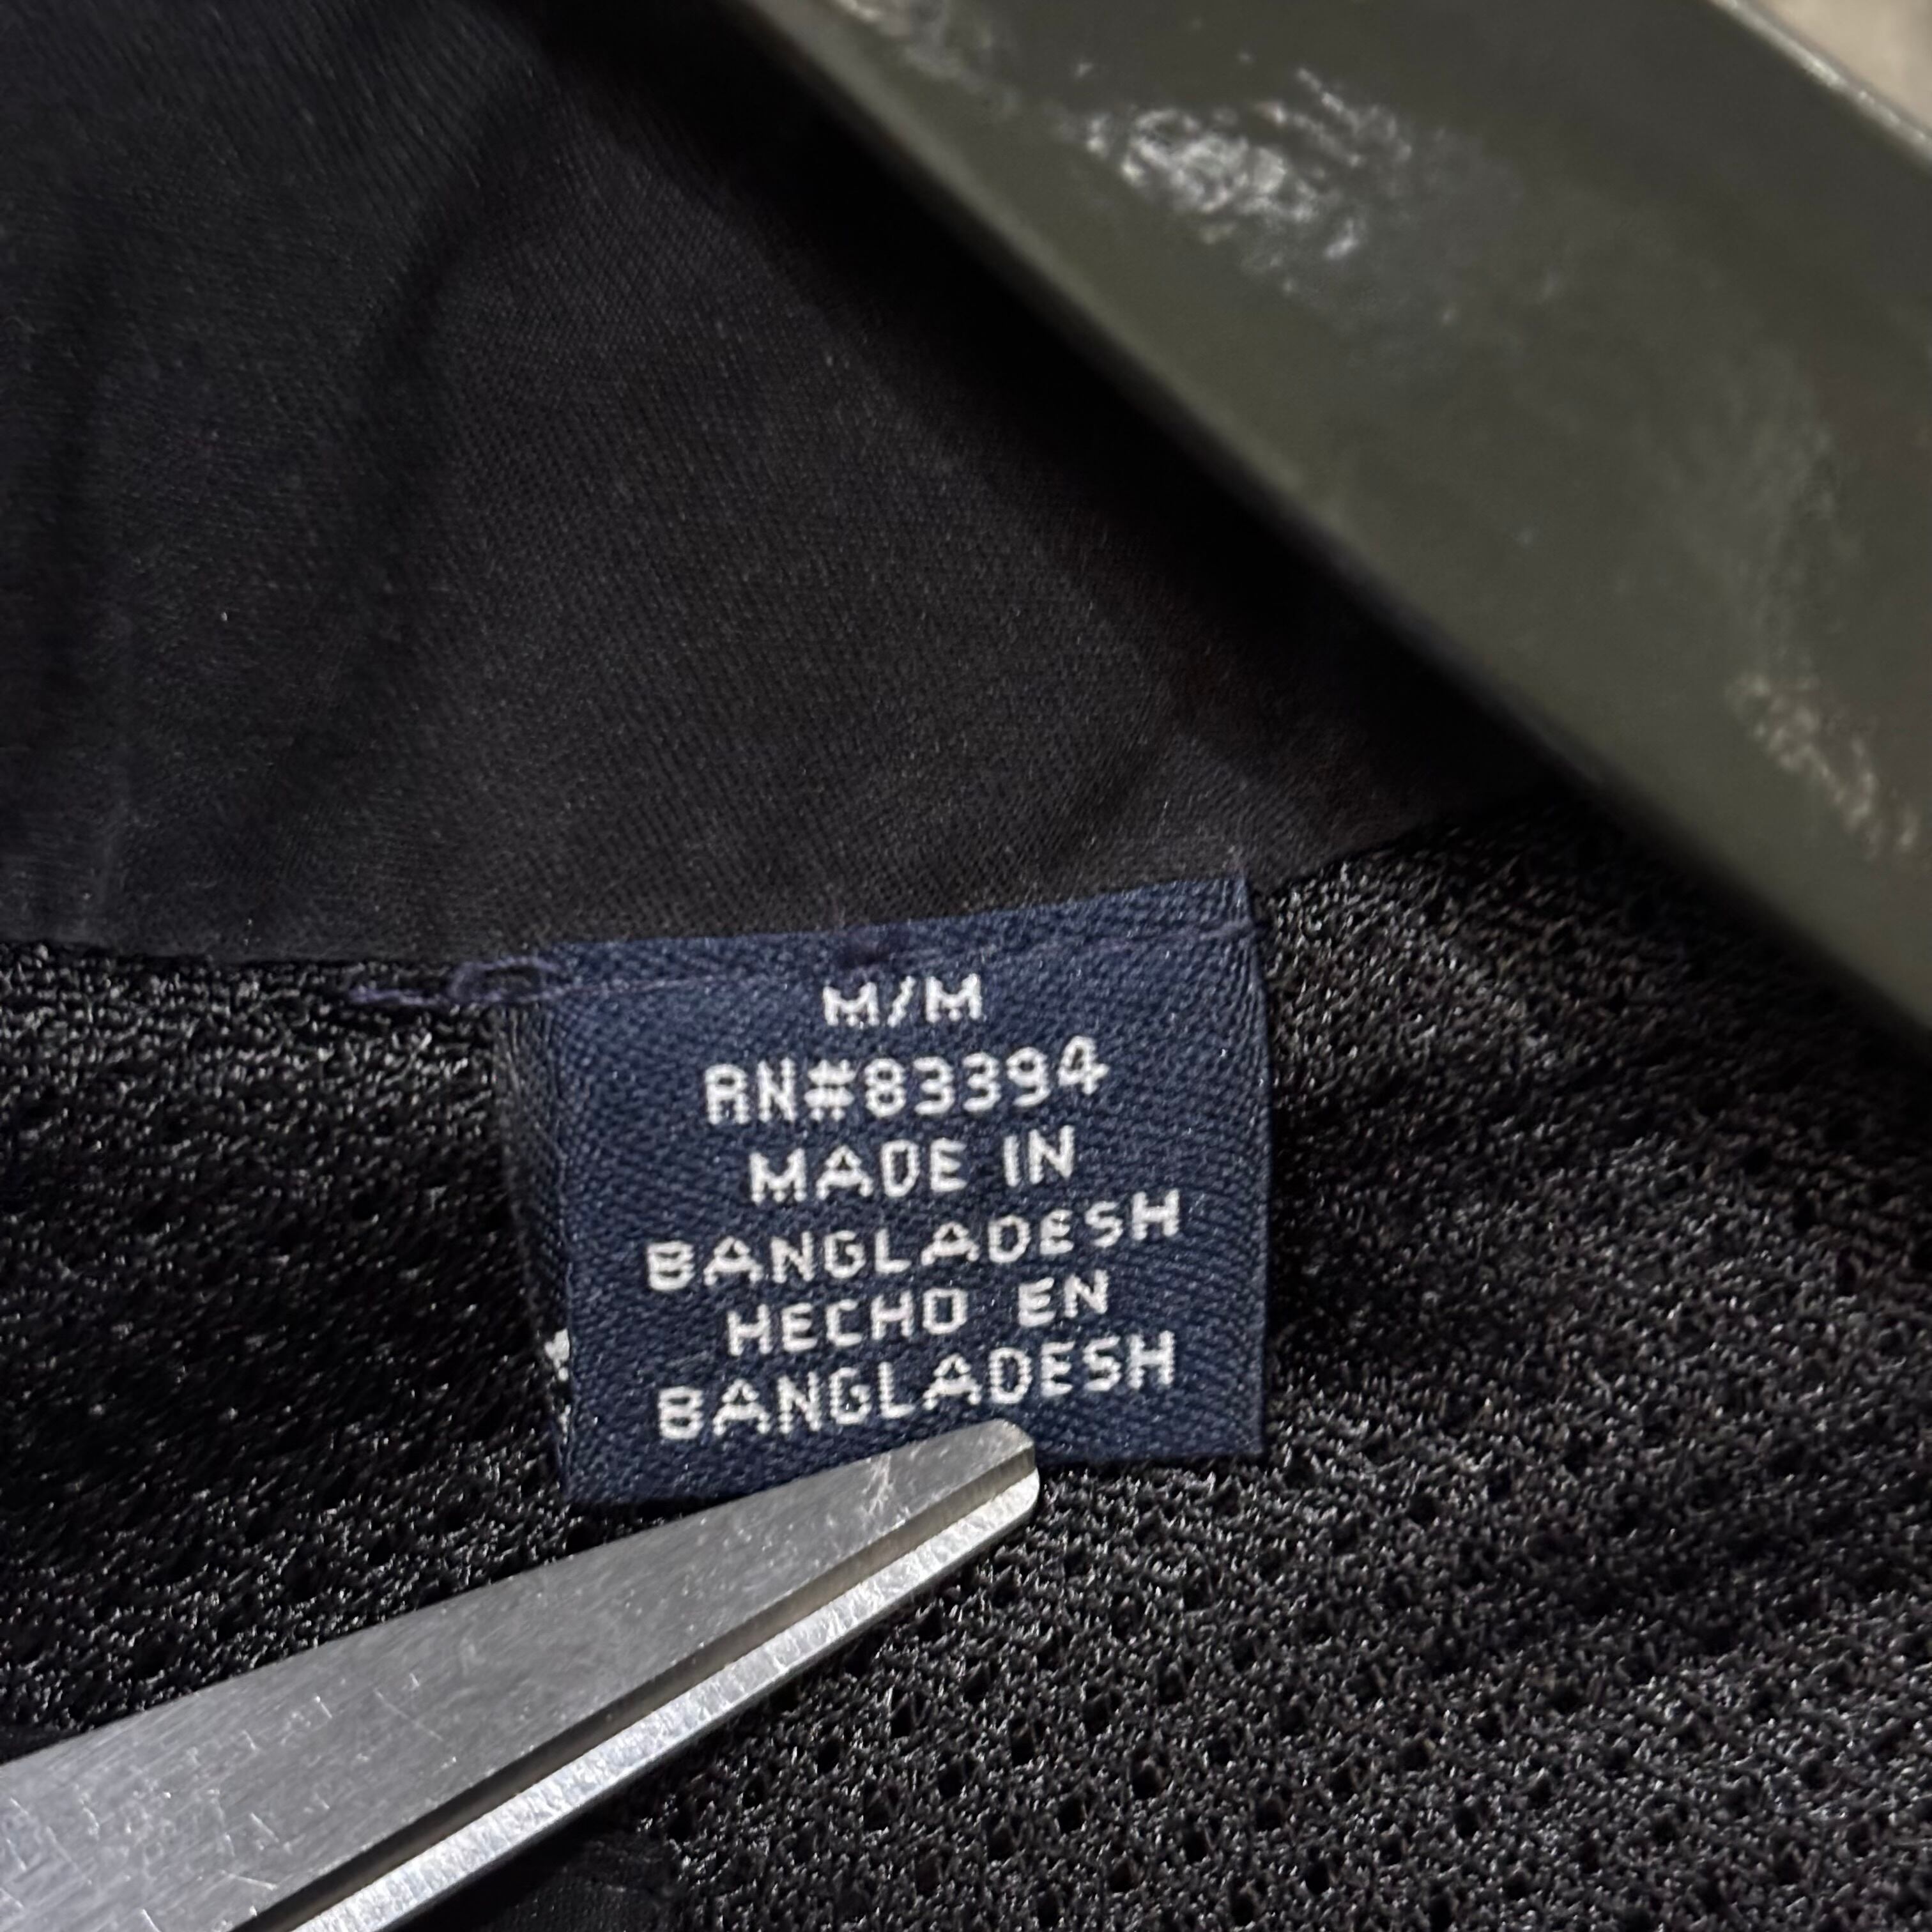 M/M
RN#83394
MADE IN
BANGLADESH
HECHO EN
BANGLADESH